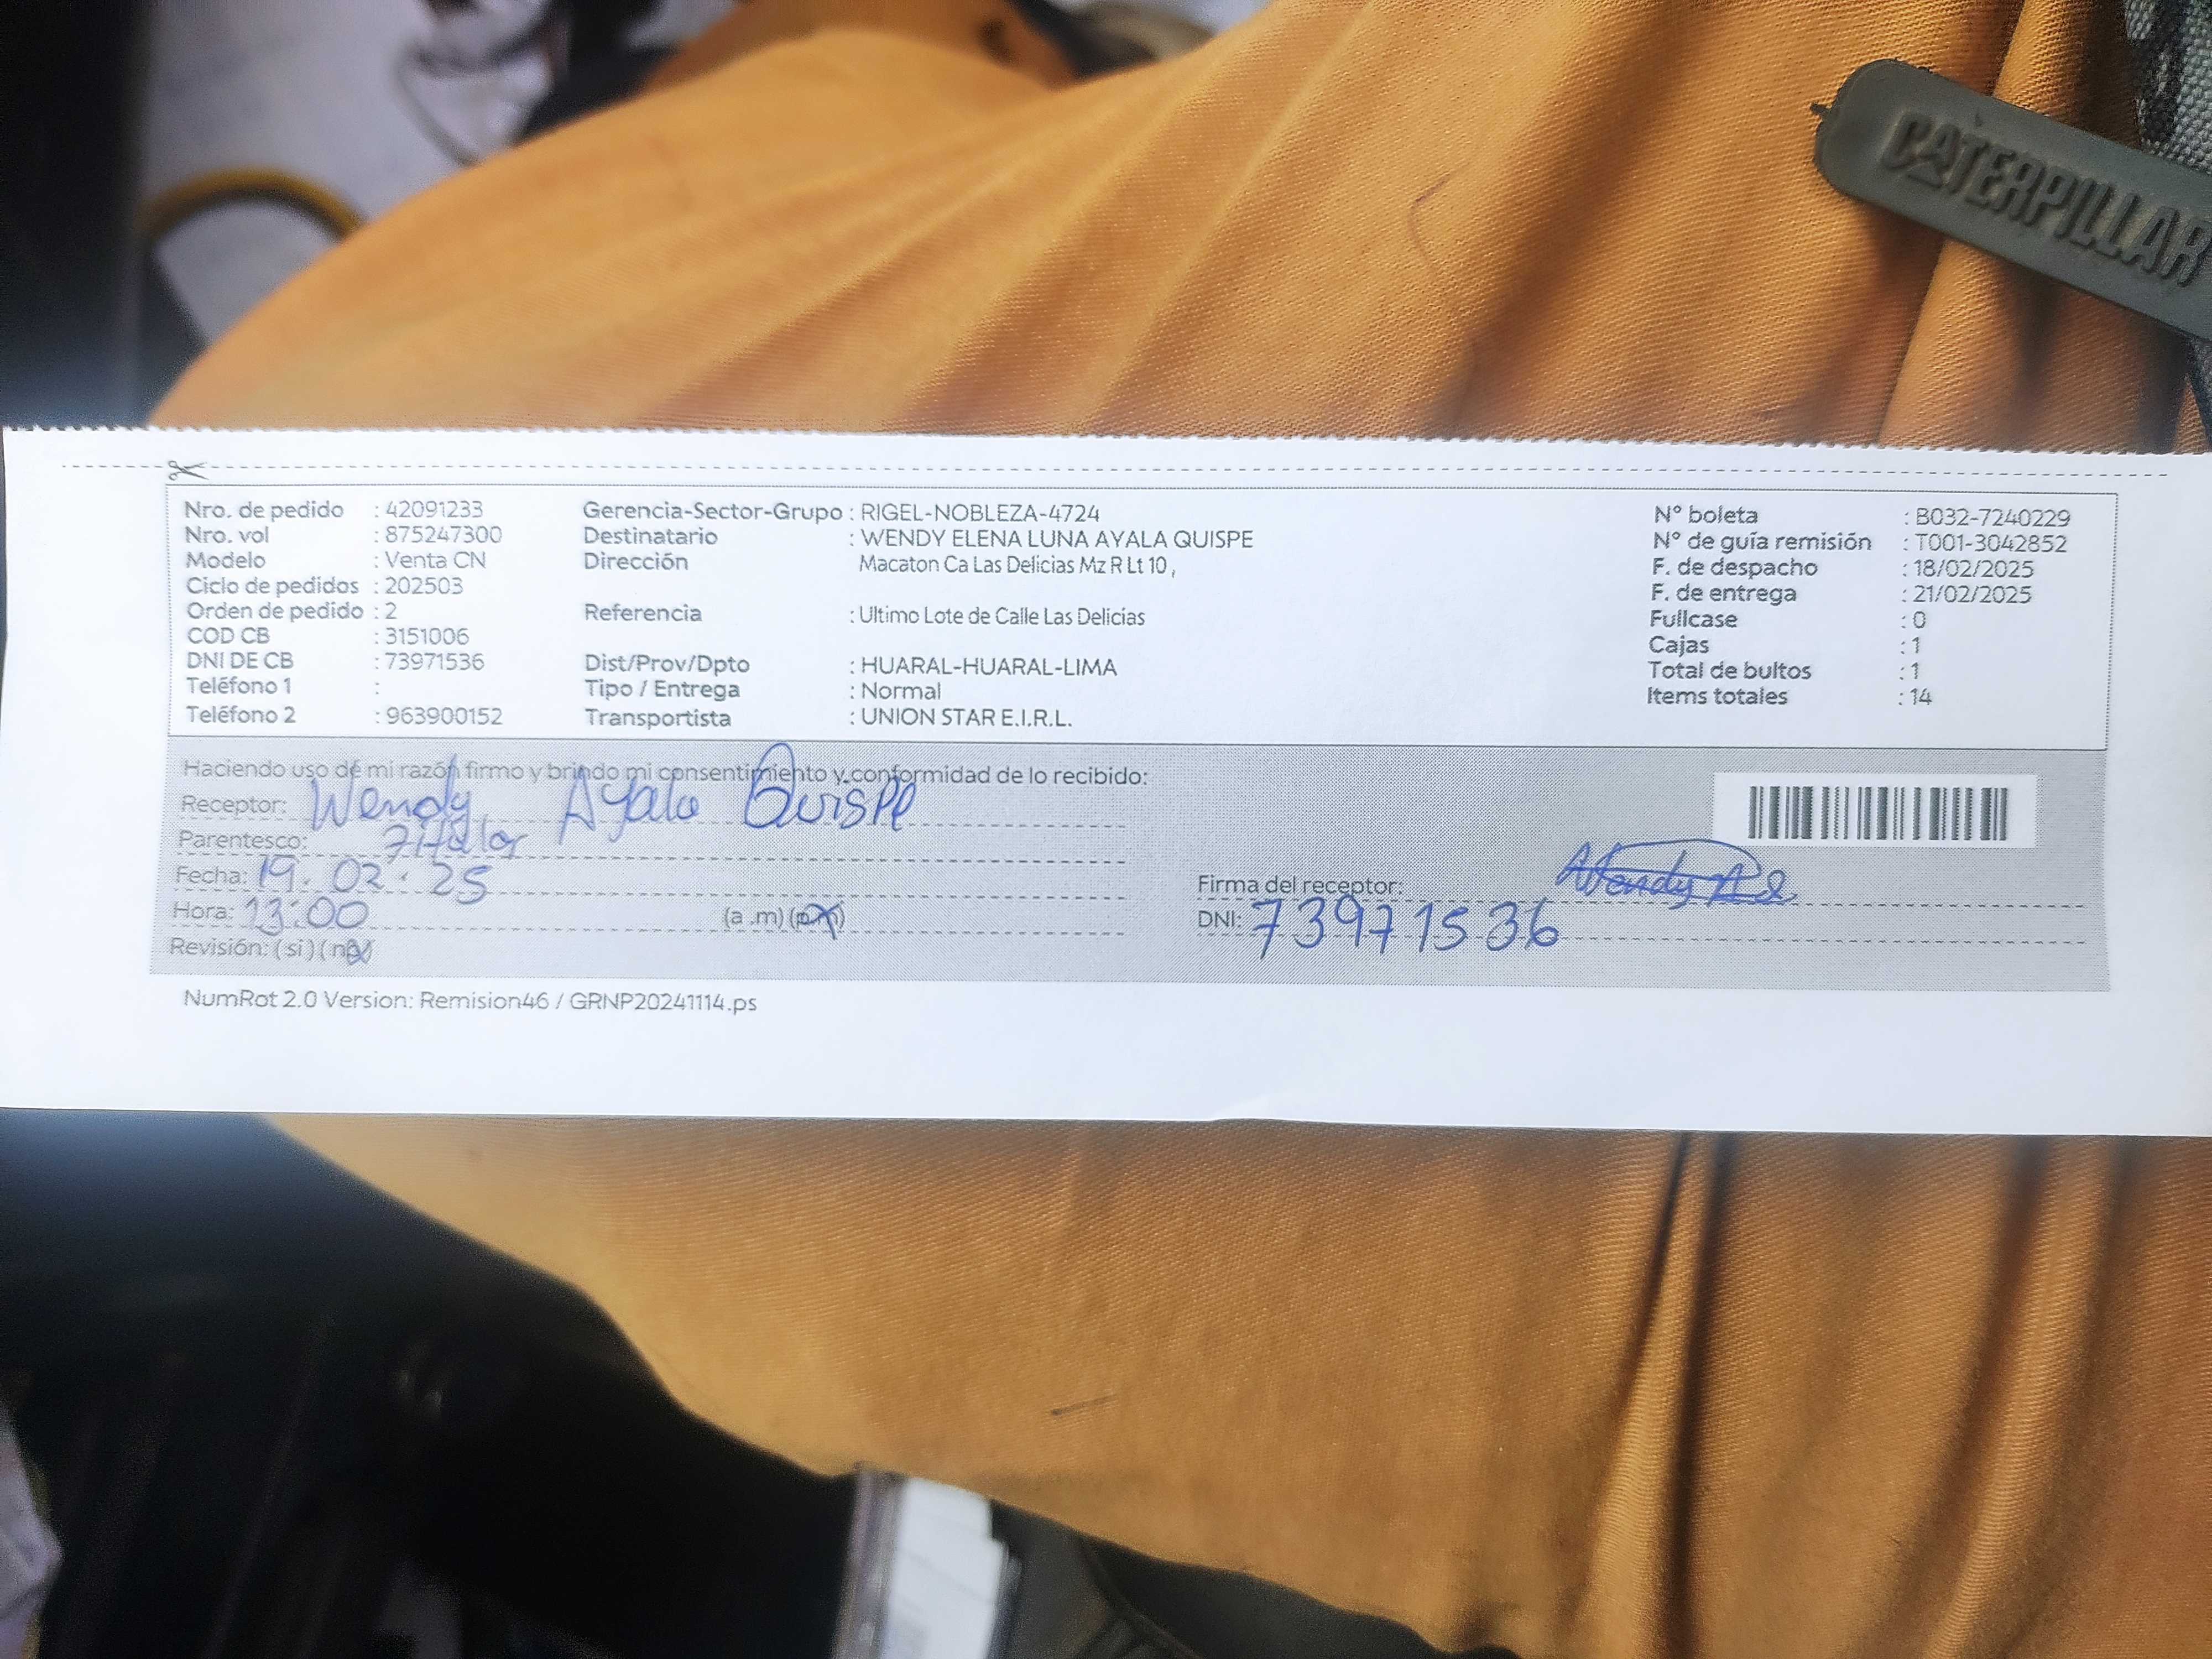 CATERPILLAR
Nro. de pedido : 42091233 Gerencia-Sector-Grupo : RIGEL-NOBLEZA-4724 N° boleta : B032-7240229
Nro. vol : 875247300 Destinatario : WENDY ELENA LUNA AYALA QUISPE N° de guía remisión : T001-3042852
Modelo : Venta CN Dirección Macaton Ca Las Delicias Mz R Lt 10 , F. de despacho : 18/02/2025
Ciclo de pedidos : 202503 F. de entrega : 21/02/2025
Orden de pedido : 2 Referencia : Ultimo Lote de Calle Las Delicias Fullcase : 0
COD CB : 3151006 Cajas : 1
DNI DE CB : 73971536 Dist/Prov/Dpto : HUARAL-HUARAL-LIMA Total de bultos : 1
Teléfono 1 : Tipo / Entrega : Normal Items totales : 14
Teléfono 2 : 963900152 Transportista : UNION STAR E.I.R.L.
Haciendo uso de mi razón firmo y brindo mi consentimiento y conformidad de lo recibido:
Receptor: Wendy Ayala Quispe
Parentesco: Titular
Fecha: 19.02.25 Firma del receptor: Wendy
Hora: 13:00 (a .m) (pm) DNI: 73971536
Revisión: ( si ) ( no )
NumRot 2.0 Version: Remision46 / GRNP20241114.ps